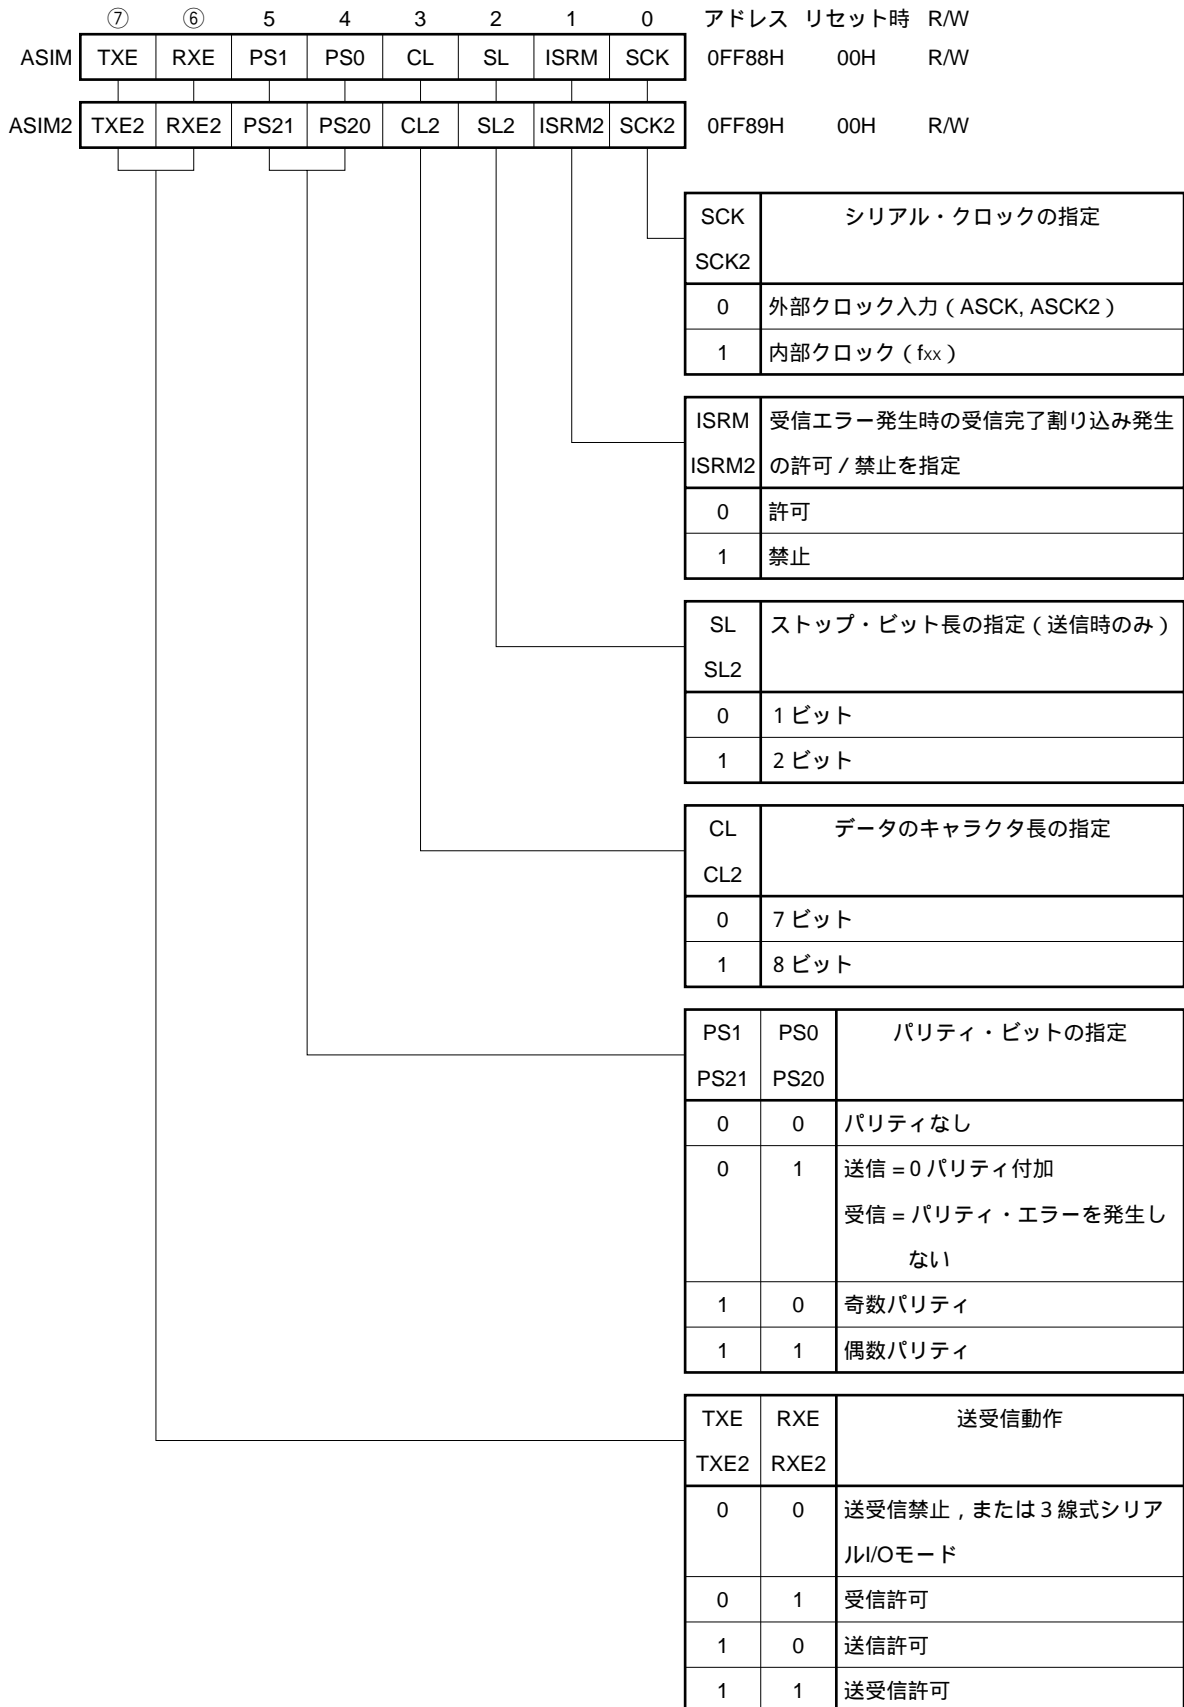 ⑦ ⑥ 5 4 3 2 1 0 アドレス リセット時 R/W
ASIM TXE RXE PS1 PS0 CL SL ISRM SCK 0FF88H 00H R/W
ASIM2 TXE2 RXE2 PS21 PS20 CL2 SL2 ISRM2 SCK2 0FF89H 00H R/W
SCK シリアル・クロックの指定
SCK2
0 外部クロック入力（ASCK, ASCK2）
1 内部クロック（fxx）
ISRM 受信エラー発生時の受信完了割り込み発生
ISRM2 の許可／禁止を指定
0 許可
1 禁止
SL ストップ・ビット長の指定（送信時のみ）
SL2
0 1ビット
1 2ビット
CL データのキャラクタ長の指定
CL2
0 7ビット
1 8ビット
PS1 PS0 パリティ・ビットの指定
PS21 PS20
0 0 パリティなし
0 1 送信=0パリティ付加
受信=パリティ・エラーを発生し
ない
1 0 奇数パリティ
1 1 偶数パリティ
TXE RXE 送受信動作
TXE2 RXE2
0 0 送受信禁止，または3線式シリア
ルI/Oモード
0 1 受信許可
1 0 送信許可
1 1 送受信許可